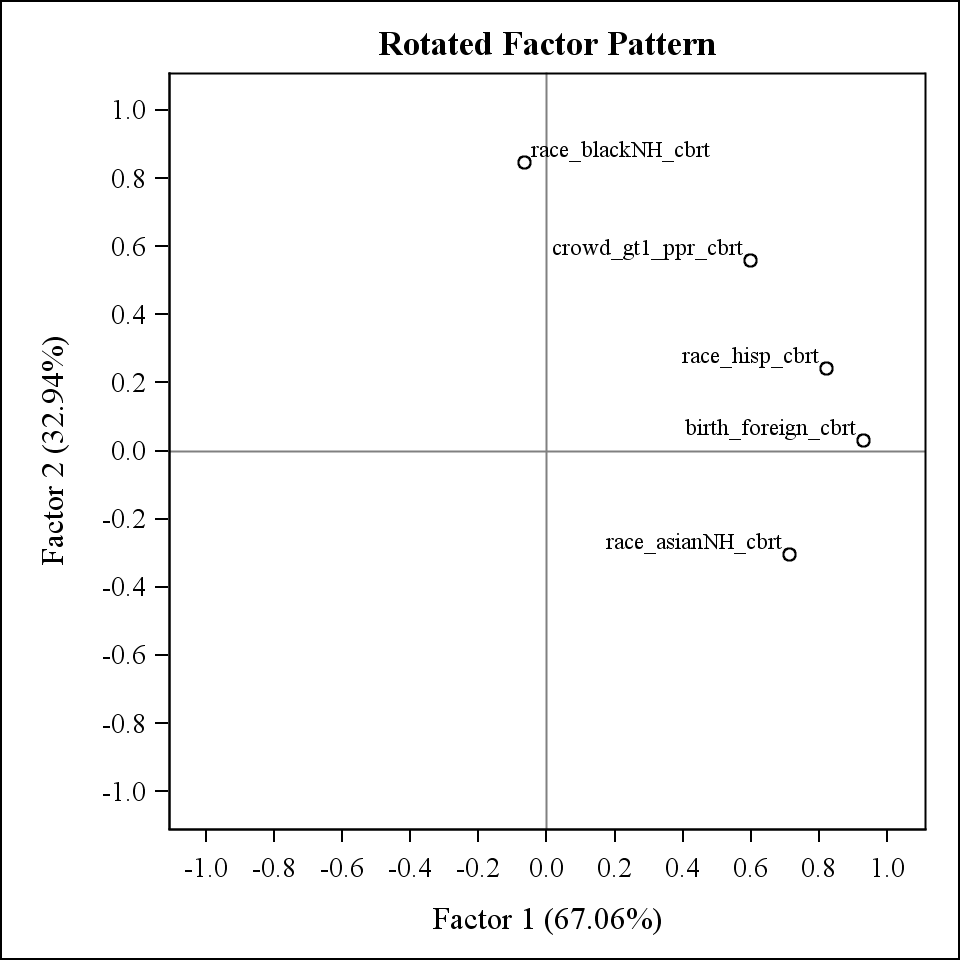 Rotated Factor Pattern
1.0
0.8
0.6
0.4
0.2
0.0
-0.2
-0.4
-0.6
-0.8
-1.0
Factor 2 (32.94%)
race_blackNH_cbrt
crowd_gt1_ppr_cbrt
race_hisp_cbrt
birth_foreign_cbrt
race_asianNH_cbrt
-1.0 -0.8 -0.6 -0.4 -0.2 0.0 0.2 0.4 0.6 0.8 1.0
Factor 1 (67.06%)